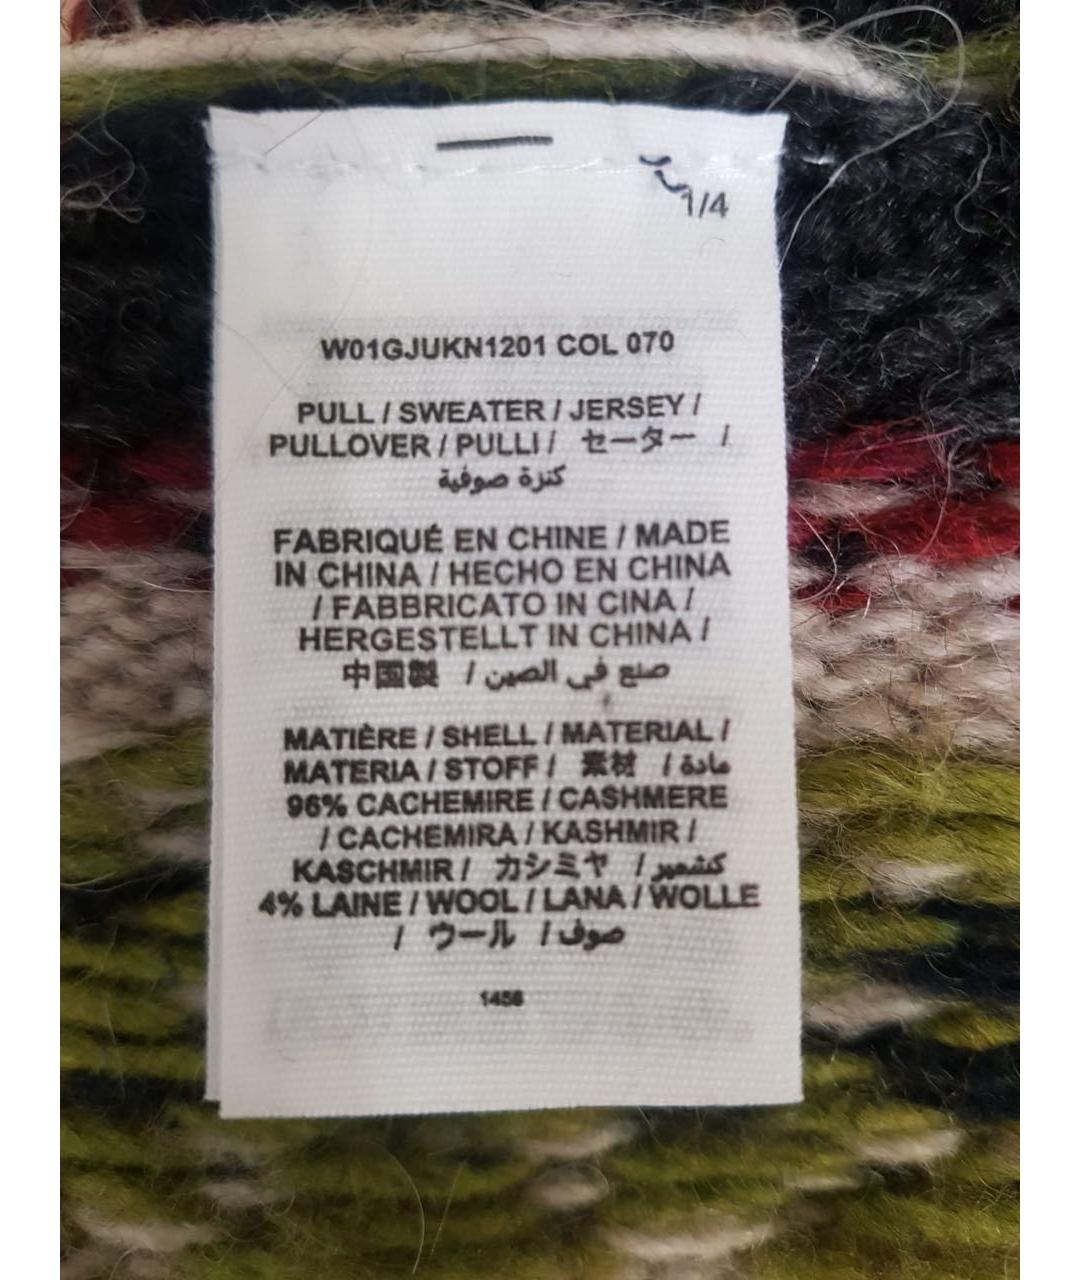 1/4
W01GJUKN1201 COL 070
PULL / SWEATER / JERSEY /
PULLOVER / PULLI / セーター /
كنزة صوفية
FABRIQUÉ EN CHINE / MADE
IN CHINA / HECHO EN CHINA
/ FABBRICATO IN CINA /
HERGESTELLT IN CHINA /
中国製 / صنع في الصين
MATIÈRE / SHELL / MATERIAL /
MATERIA / STOFF / 素材 / مادة
96% CACHEMIRE / CASHMERE
/ CACHEMIRA / KASHMIR /
KASCHMIR / カシミヤ / كشمير
4% LAINE / WOOL / LANA / WOLLE
/ ウール / صوف
1456